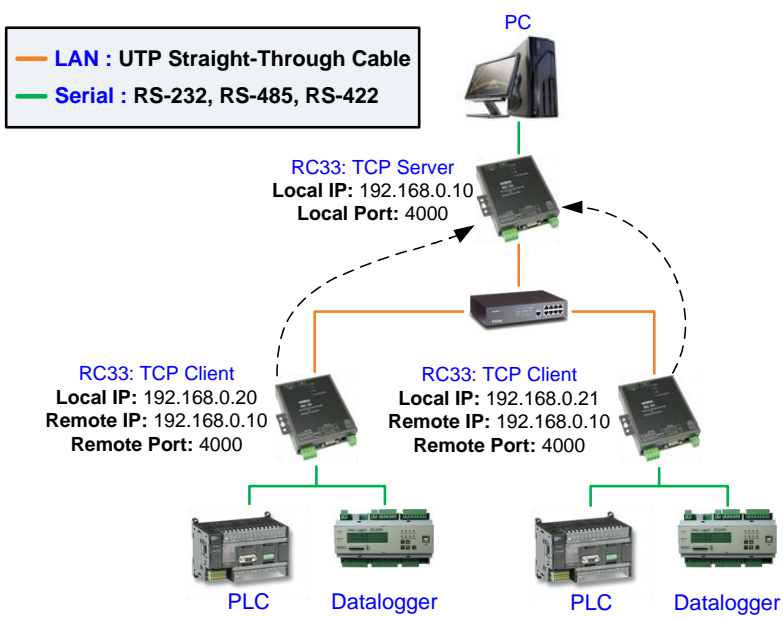 PC
LAN : UTP Straight-Through Cable
Serial : RS-232, RS-485, RS-422
RC33: TCP Server
Local IP: 192.168.0.10
Local Port: 4000
RC33: TCP Client
Local IP: 192.168.0.20
Remote IP: 192.168.0.10
Remote Port: 4000
RC33: TCP Client
Local IP: 192.168.0.21
Remote IP: 192.168.0.10
Remote Port: 4000
PLC
Datalogger
PLC
Datalogger